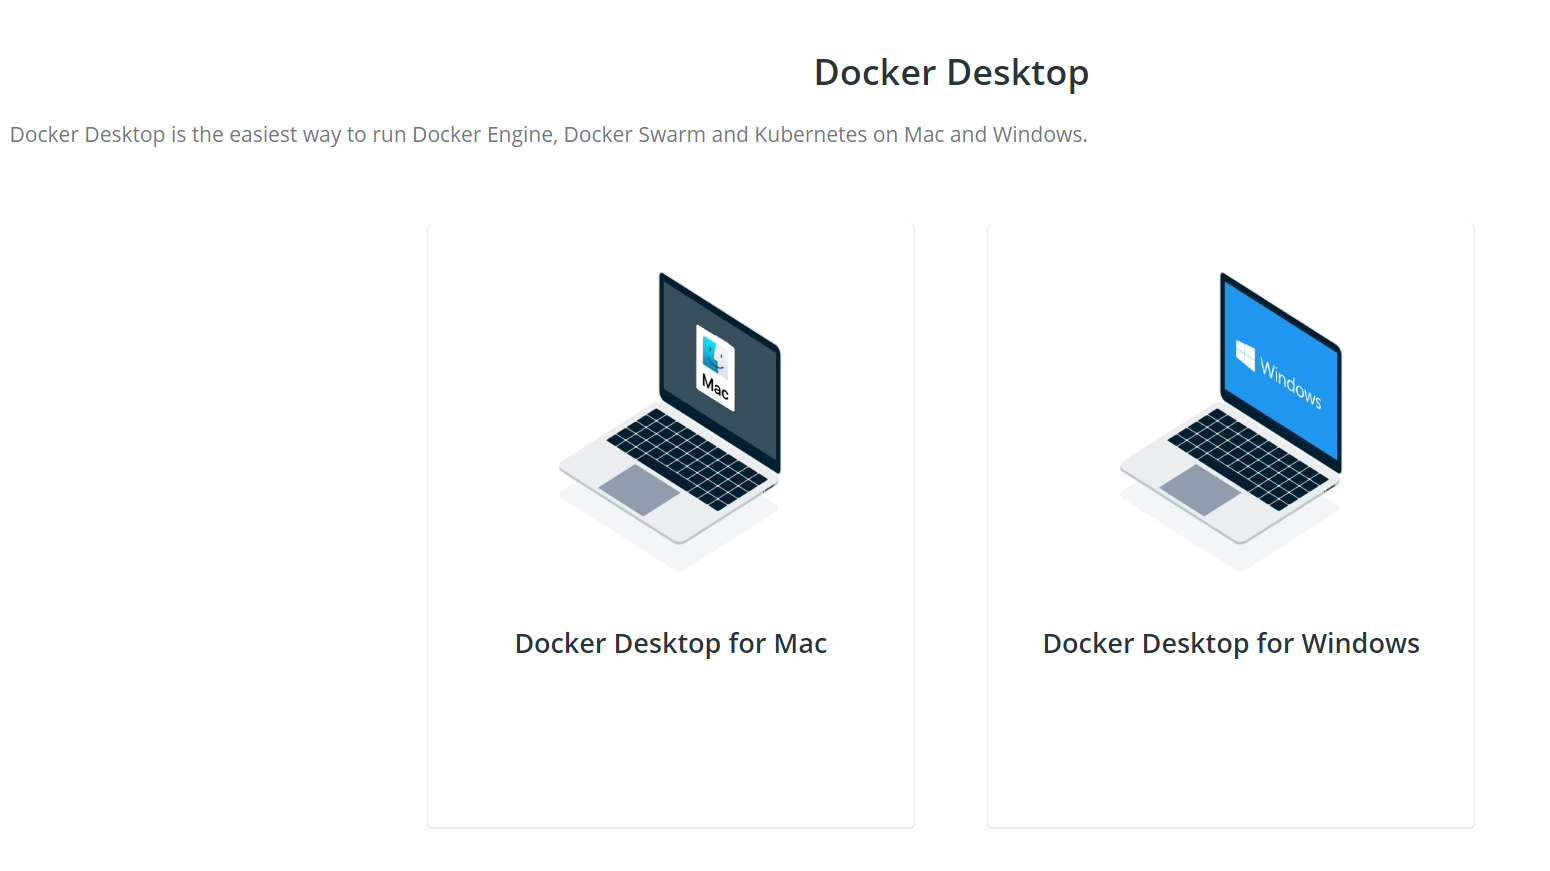 Docker Desktop
Docker Desktop is the easiest way to run Docker Engine, Docker Swarm and Kubernetes on Mac and Windows.
Mac
Windows
Docker Desktop for Mac
Docker Desktop for Windows